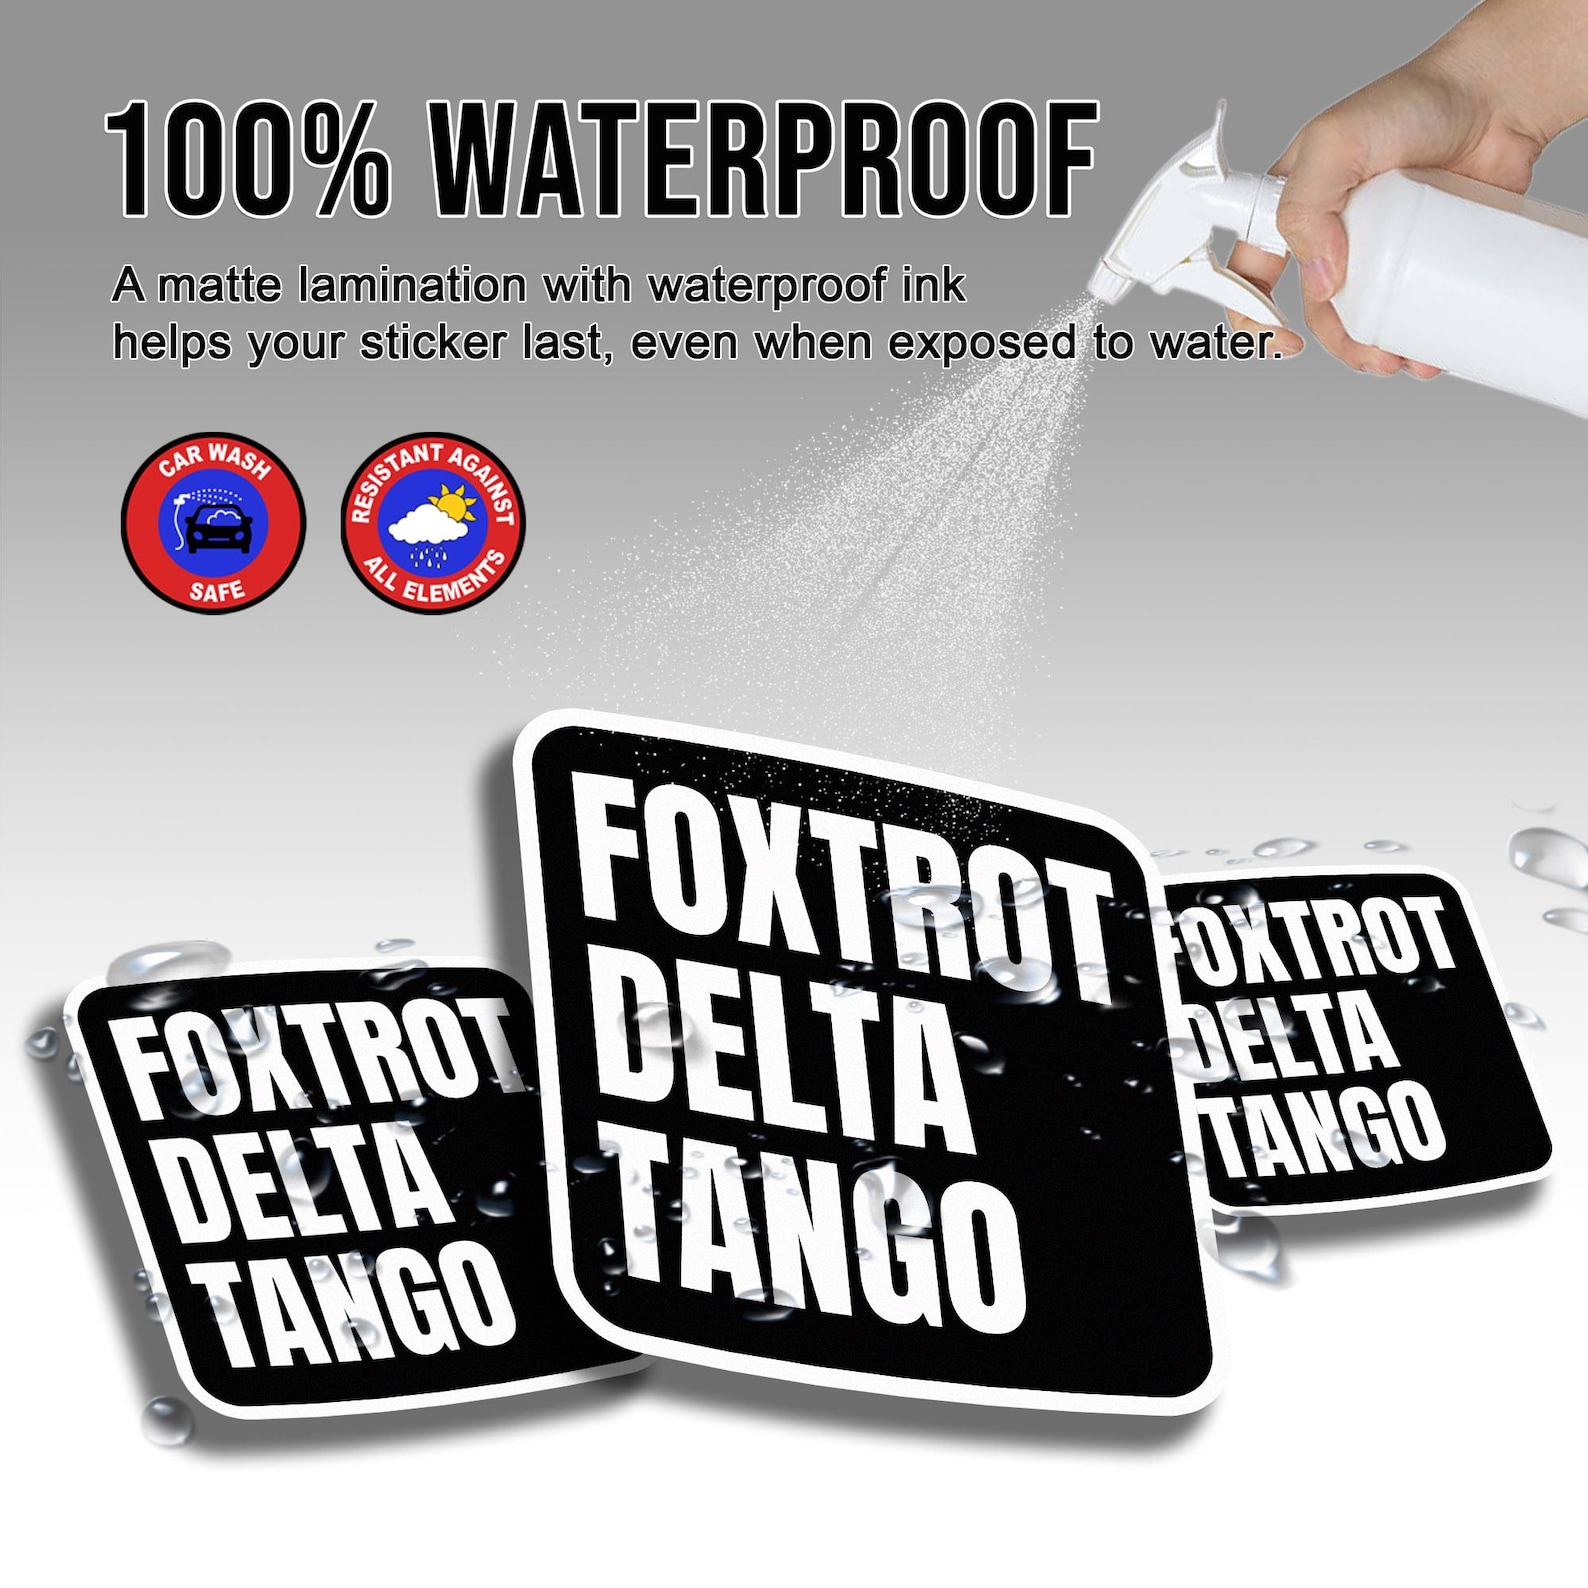 100% WATERPROOF
A matte lamination with waterproof ink
helps your sticker last, even when exposed to water.
CAR WASH
SAFE
RESISTANT AGAINST
ALL ELEMENTS
FOXTROT
DELTA
TANGO
FOXTROT
DELTA
TANGO
FOXTROT
DELTA
TANGO